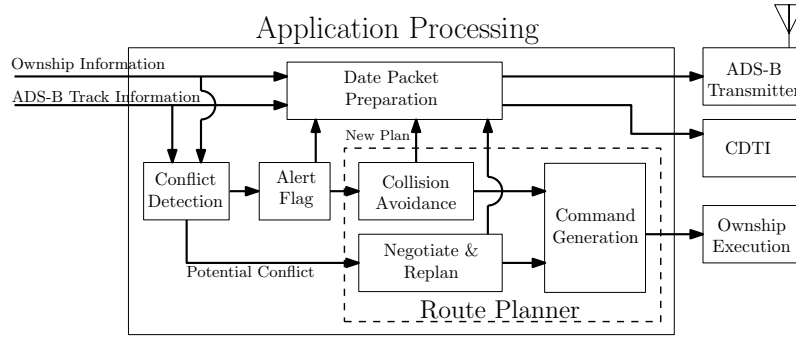 Application Processing
Ownship Information
ADS-B Track Information
Date Packet
Preparation
ADS-B
Transmitter
CDTI
New Plan
Conflict
Detection
Alert
Flag
Collision
Avoidance
Command
Generation
Ownship
Execution
Negotiate &
Replan
Potential Conflict
Route Planner